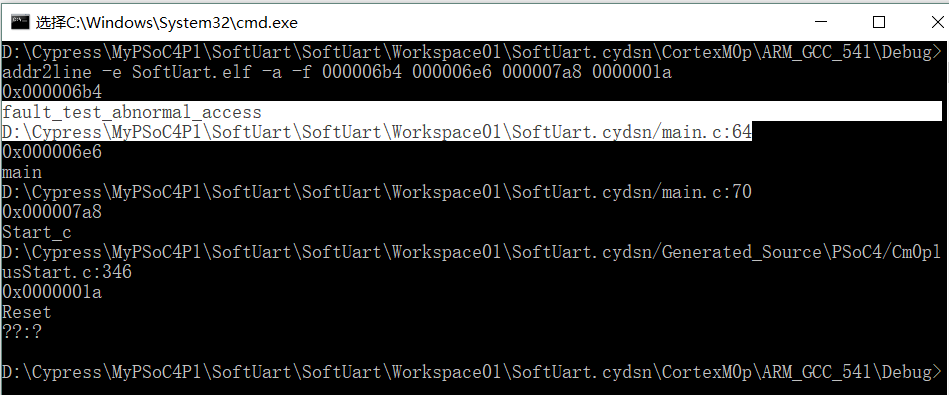 选择C:\Windows\System32\cmd.exe
D:\Cypress\MyPSoC4P1\SoftUart\SoftUart\Workspace01\SoftUart.cydsn\CortexM0p\ARM_GCC_541\Debug>
addr2line -e SoftUart.elf -a -f 000006b4 000006e6 000007a8 0000001a
0x000006b4
fault_test_abnormal_access
D:\Cypress\MyPSoC4P1\SoftUart\SoftUart\Workspace01\SoftUart.cydsn/main.c:64
0x000006e6
main
D:\Cypress\MyPSoC4P1\SoftUart\SoftUart\Workspace01\SoftUart.cydsn/main.c:70
0x000007a8
Start_c
D:\Cypress\MyPSoC4P1\SoftUart\SoftUart\Workspace01\SoftUart.cydsn/Generated_Source\PSoC4/Cm0pl
usStart.c:346
0x0000001a
Reset
??:?
D:\Cypress\MyPSoC4P1\SoftUart\SoftUart\Workspace01\SoftUart.cydsn\CortexM0p\ARM_GCC_541\Debug>